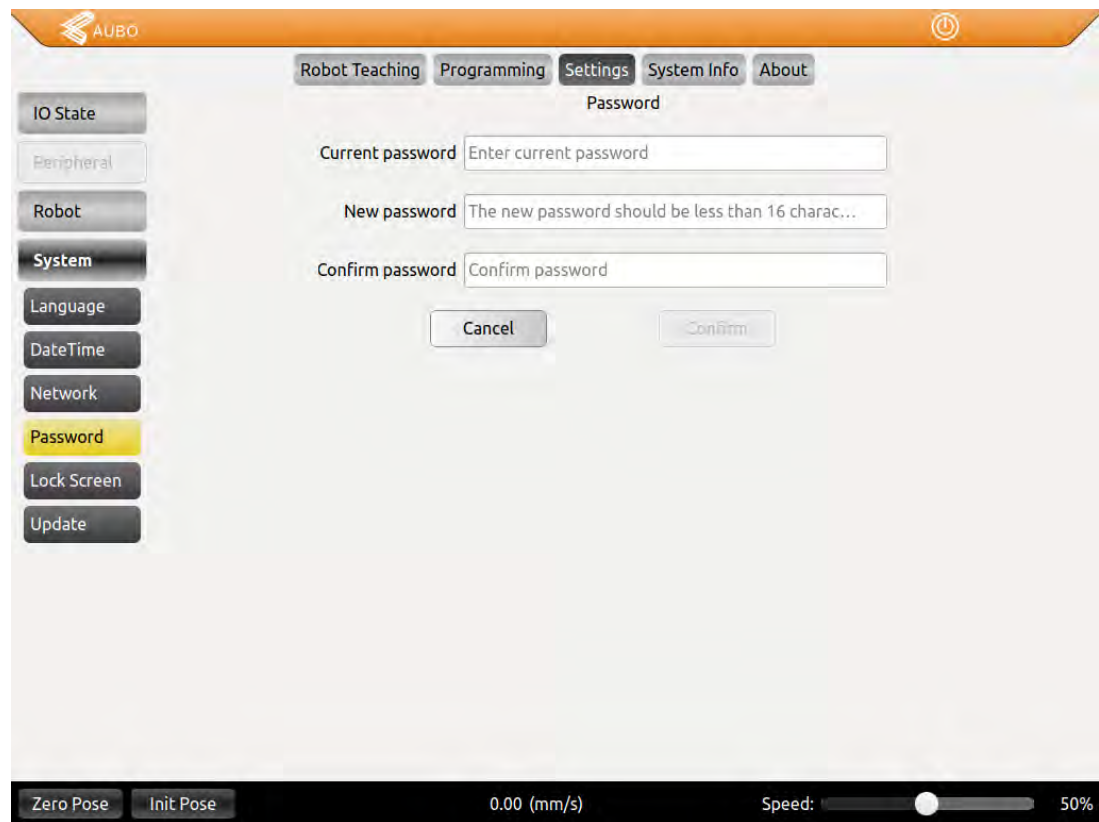 AUBO
Robot Teaching Programming Settings System Info About
Password
IO State
Peripheral
Robot
System
Language
DateTime
Network
Password
Lock Screen
Update
Current password Enter current password
New password The new password should be less than 16 charac...
Confirm password Confirm password
Cancel Confirm
Zero Pose Init Pose 0.00 (mm/s) Speed: 50%